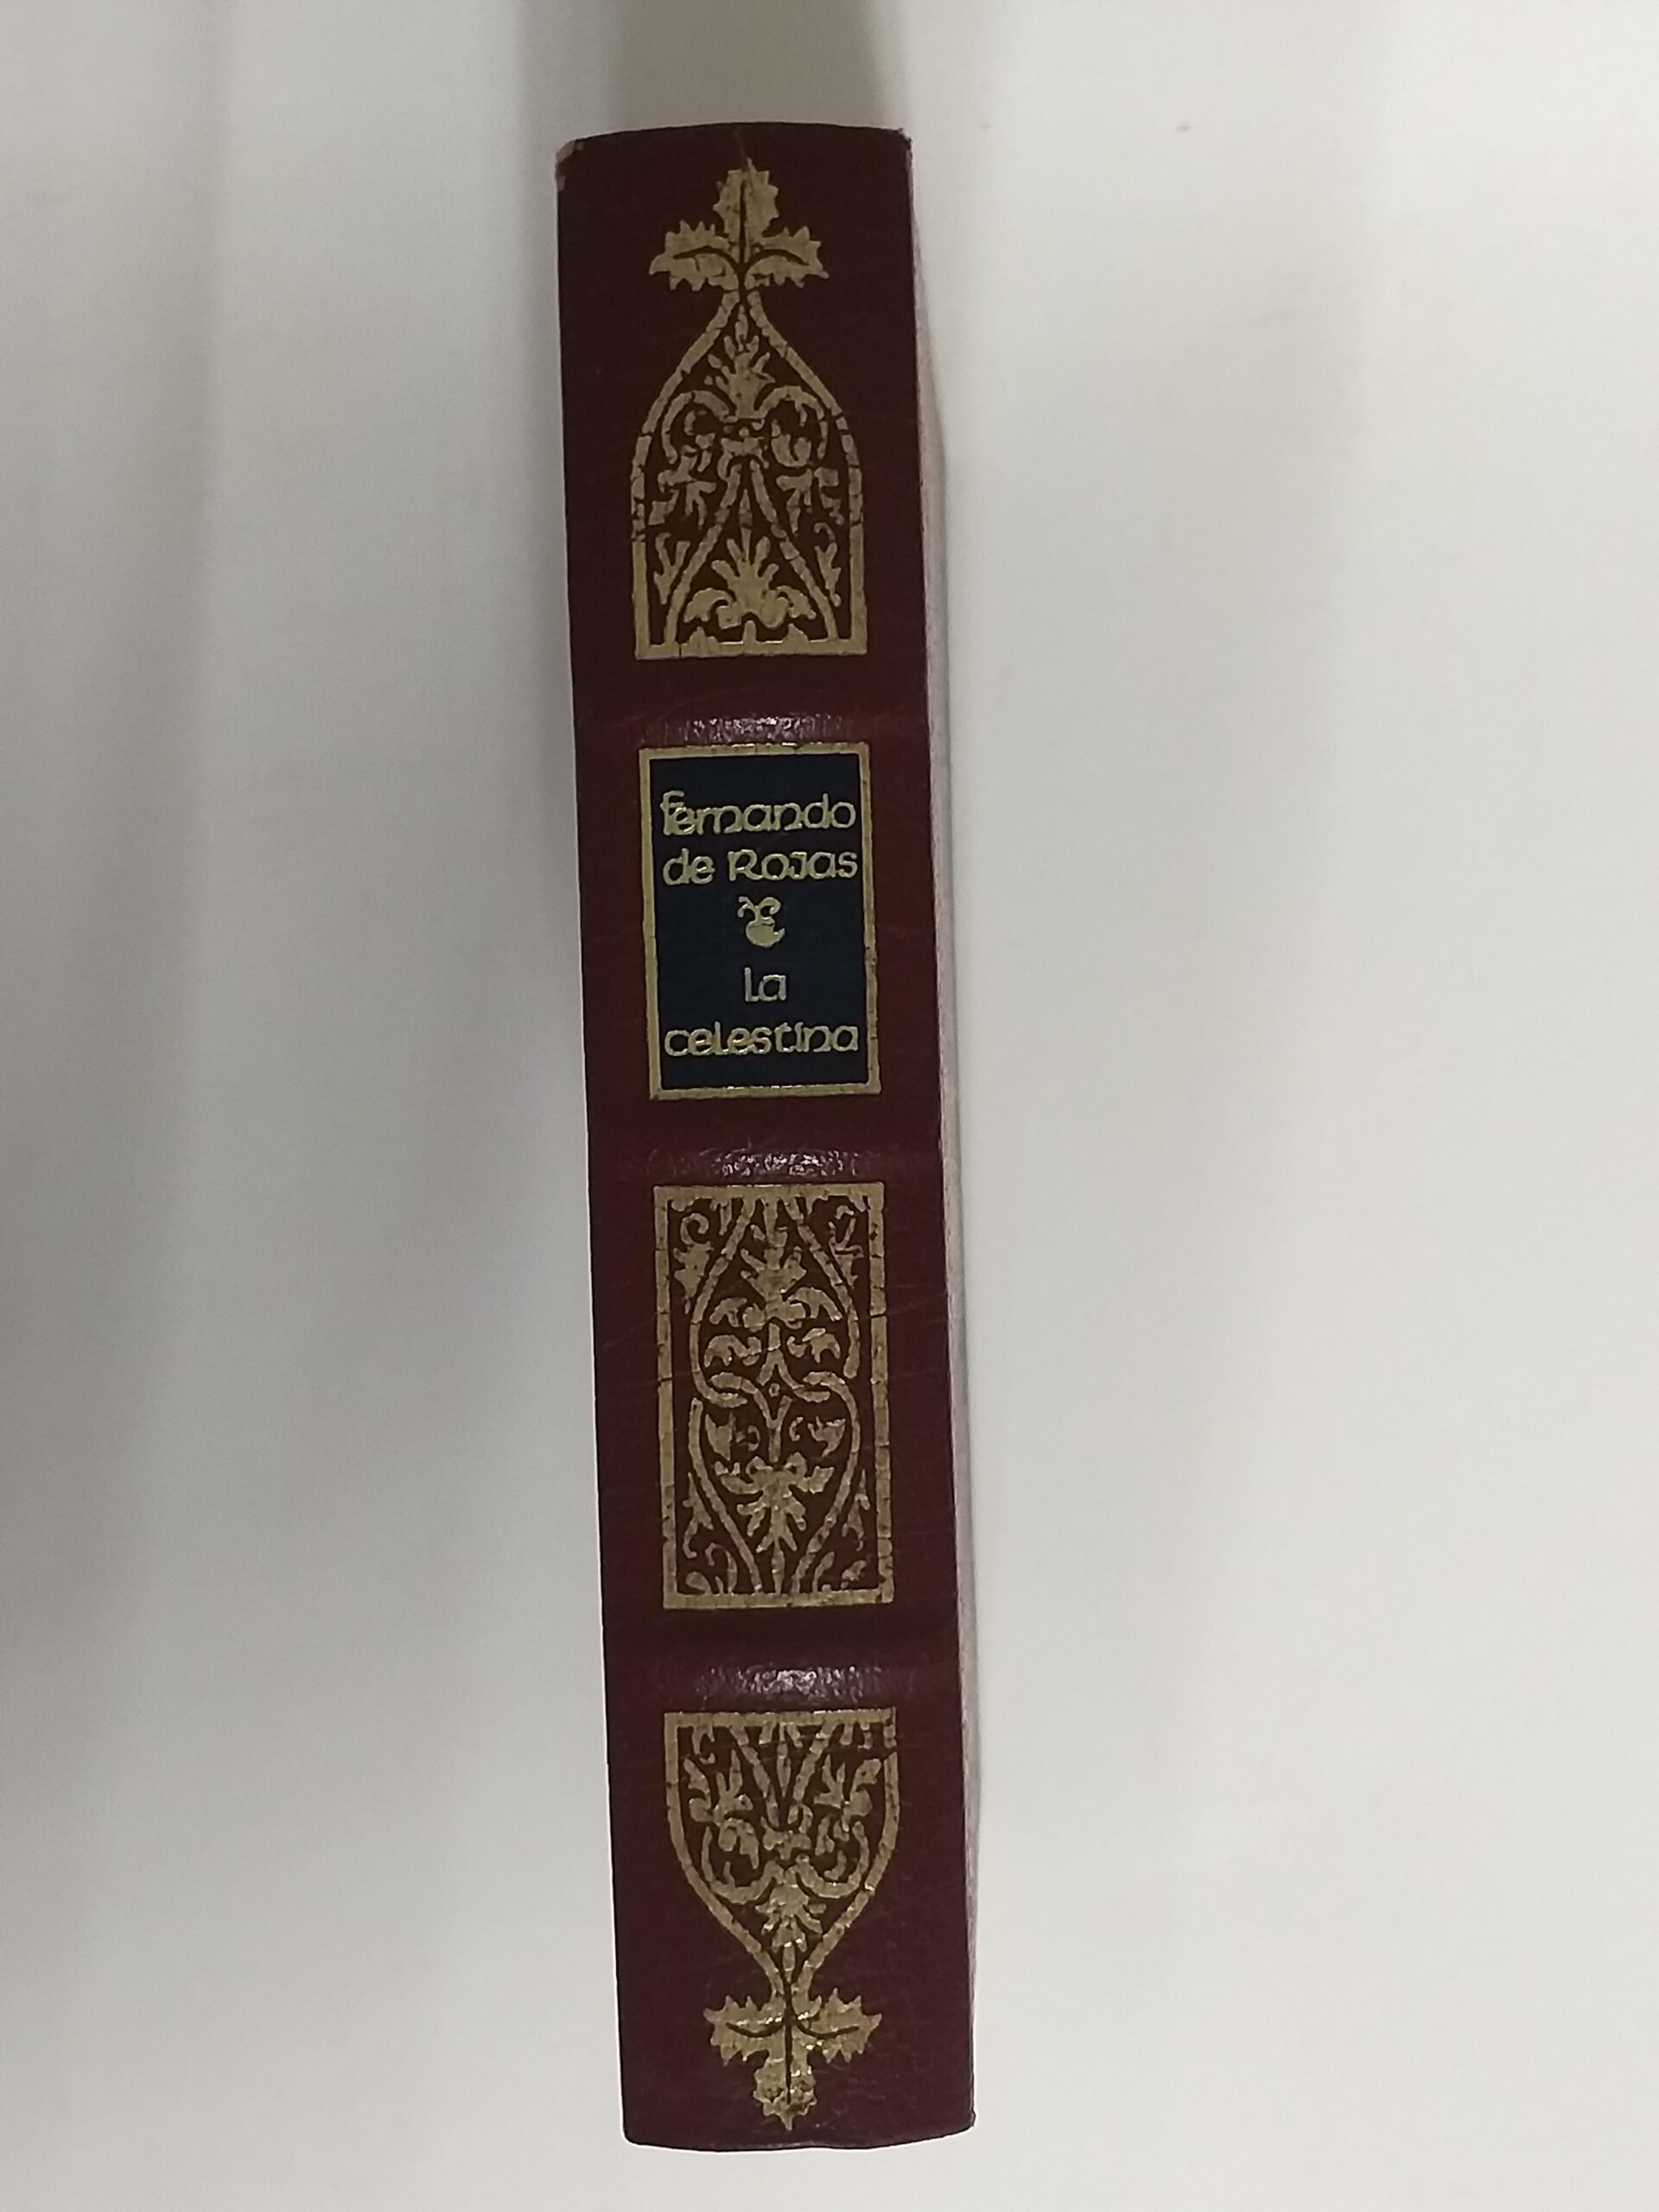 fernando
de Rojas
la
celestina